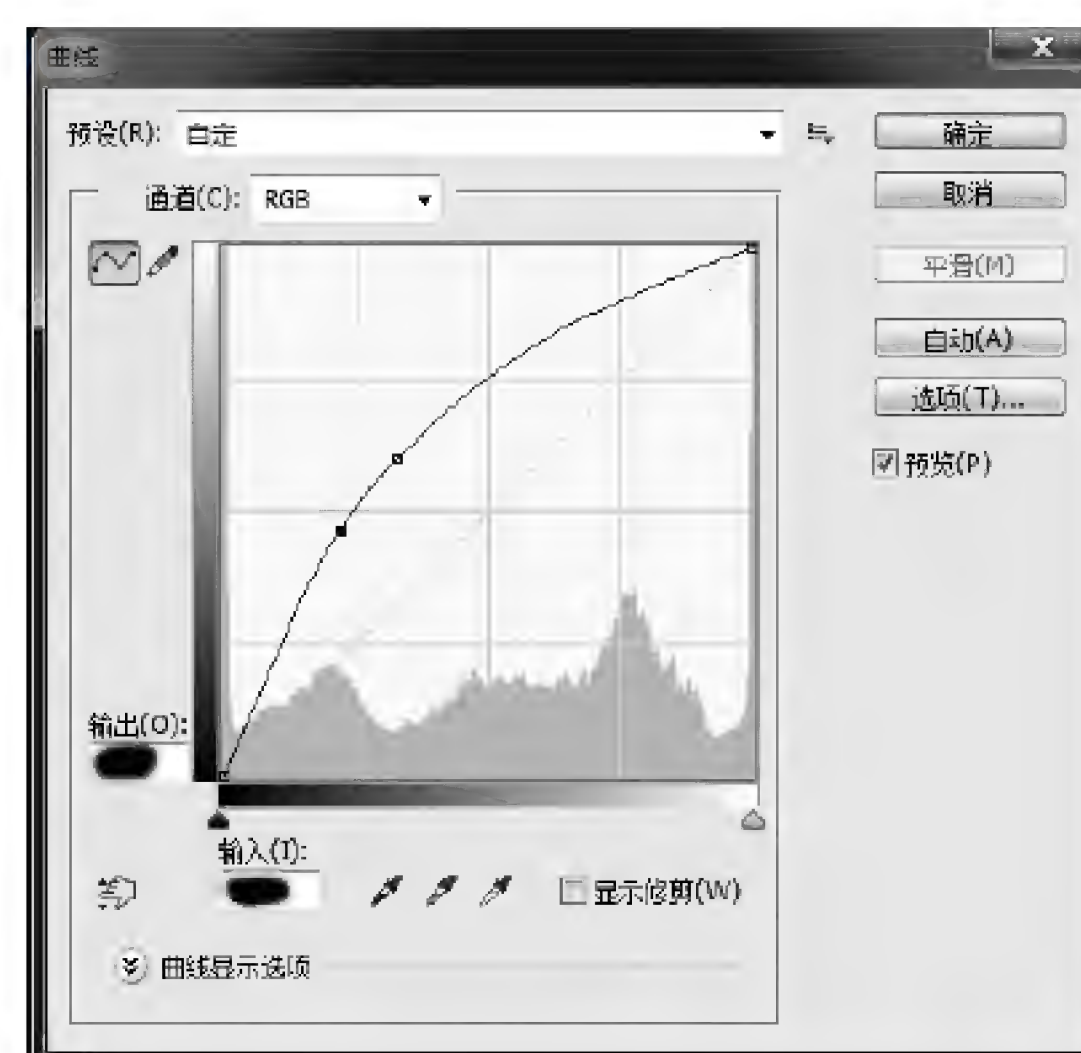 曲线
预设(R): 自定
确定
通道(C): RGB
取消
平滑(M)
自动(A)
选项(T)...
预览(P)
输出(O):
输入(I):
显示修剪(W)
曲线显示选项